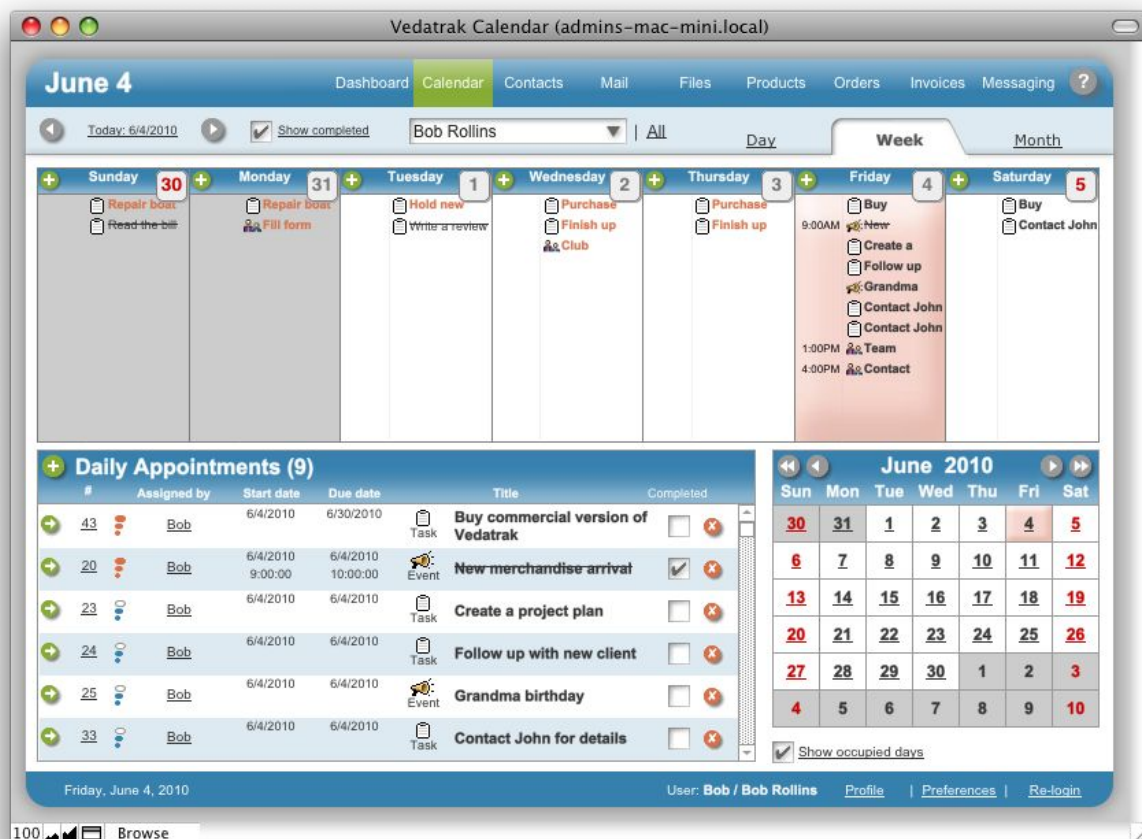 Vedatrak Calendar (admins-mac-mini.local)
June 4
Dashboard Calendar Contacts Mail Files Products Orders Invoices Messaging ?
Today: 6/4/2010 Show completed Bob Rollins | All Day Week Month
Sunday 30 Monday 31 Tuesday 1 Wednesday 2 Thursday 3 Friday 4 Saturday 5
Repair boat Repair boat Hold new Purchase Purchase Buy Buy
Read the bill Fill form Write a review Finish up Finish up 9:00AM New Contact John
Club Create a
Follow up
Grandma
Contact John
Contact John
1:00PM Team
4:00PM Contact
Daily Appointments (9)
# Assigned by Start date Due date Title Completed
43 Bob 6/4/2010 6/30/2010 Task Buy commercial version of
Vedatrak
20 Bob 6/4/2010 6/4/2010 Event New merchandise arrival
9:00:00 10:00:00
23 Bob 6/4/2010 6/4/2010 Task Create a project plan
24 Bob 6/4/2010 6/4/2010 Task Follow up with new client
25 Bob 6/4/2010 6/4/2010 Event Grandma birthday
33 Bob 6/4/2010 6/4/2010 Task Contact John for details
June 2010
Sun Mon Tue Wed Thu Fri Sat
30 31 1 2 3 4 5
6 7 8 9 10 11 12
13 14 15 16 17 18 19
20 21 22 23 24 25 26
27 28 29 30 1 2 3
4 5 6 7 8 9 10
Show occupied days
Friday, June 4, 2010 User: Bob / Bob Rollins Profile | Preferences | Re-login
100 Browse